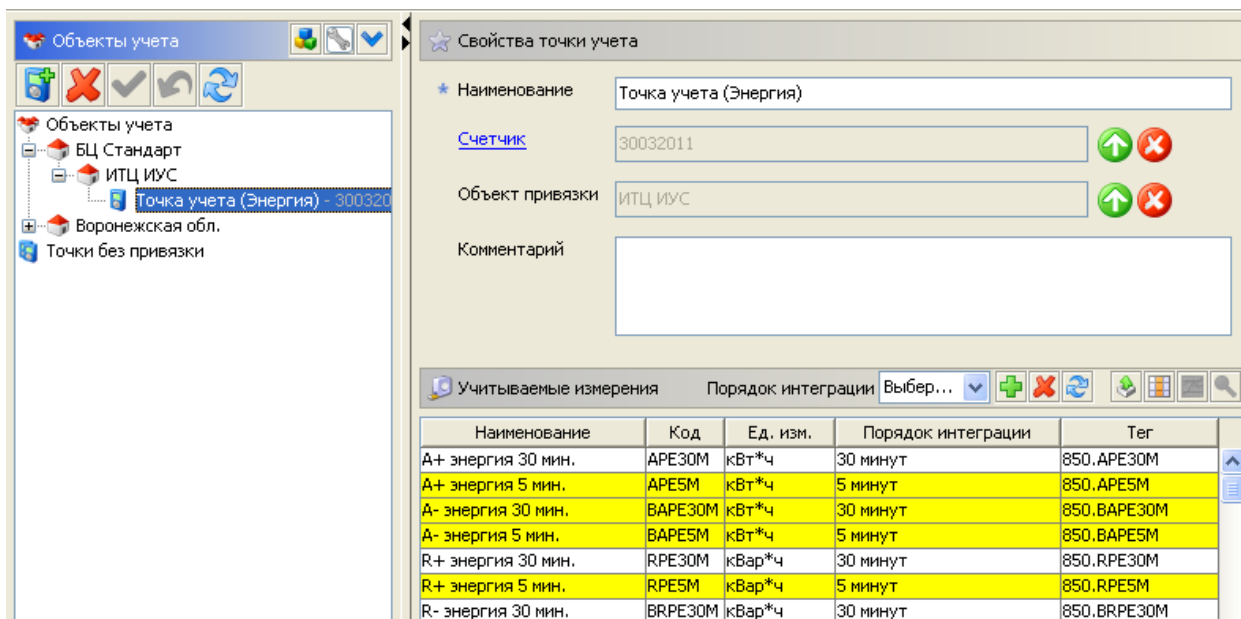 Объекты учета
Объекты учета
БЦ Стандарт
ИТЦ ИУС
Точка учета (Энергия) - 300320
Воронежская обл.
Точки без привязки
Свойства точки учета
* Наименование Точка учета (Энергия)
Счетчик 30032011
Объект привязки ИТЦ ИУС
Комментарий
Учитываемые измерения Порядок интеграции Выбер...
Наименование Код Ед. изм. Порядок интеграции Тег
А+ энергия 30 мин. APE30M кВт*ч 30 минут 850.APE30M
А+ энергия 5 мин. APE5M кВт*ч 5 минут 850.APE5M
А- энергия 30 мин. BAPE30M кВт*ч 30 минут 850.BAPE30M
А- энергия 5 мин. BAPE5M кВт*ч 5 минут 850.BAPE5M
R+ энергия 30 мин. RPE30M кВар*ч 30 минут 850.RPE30M
R+ энергия 5 мин. RPE5M кВар*ч 5 минут 850.RPE5M
R- энергия 30 мин. BRPE30M кВар*ч 30 минут 850.BRPE30M